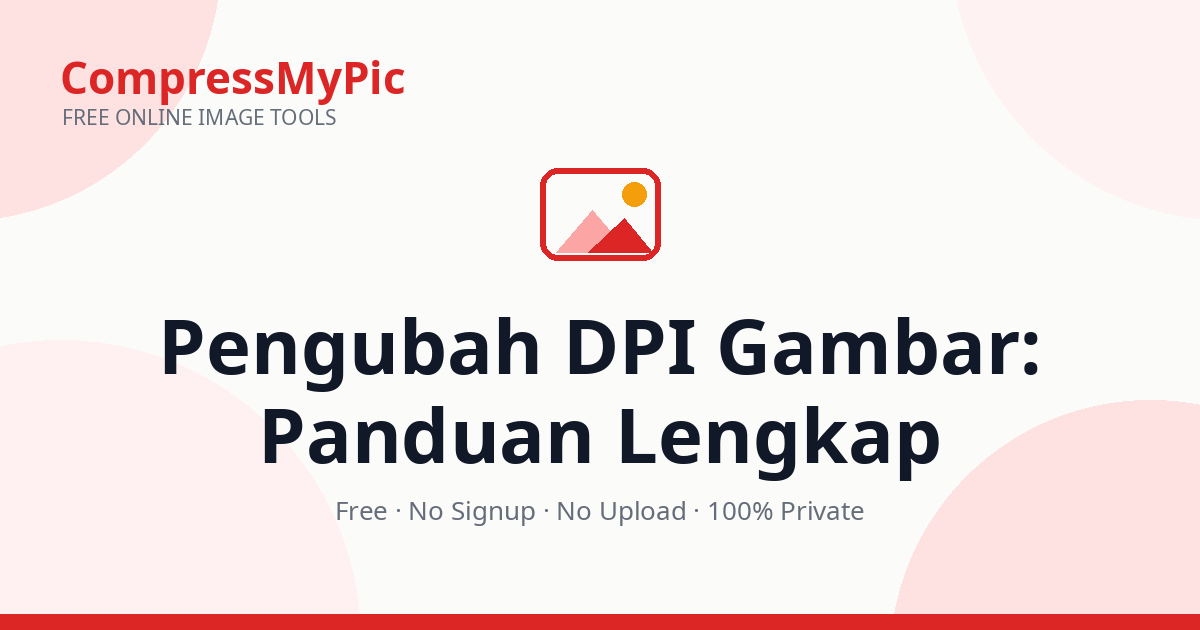 CompressMyPic
FREE ONLINE IMAGE TOOLS
Pengubah DPI Gambar:
Panduan Lengkap
Free · No Signup · No Upload · 100% Private